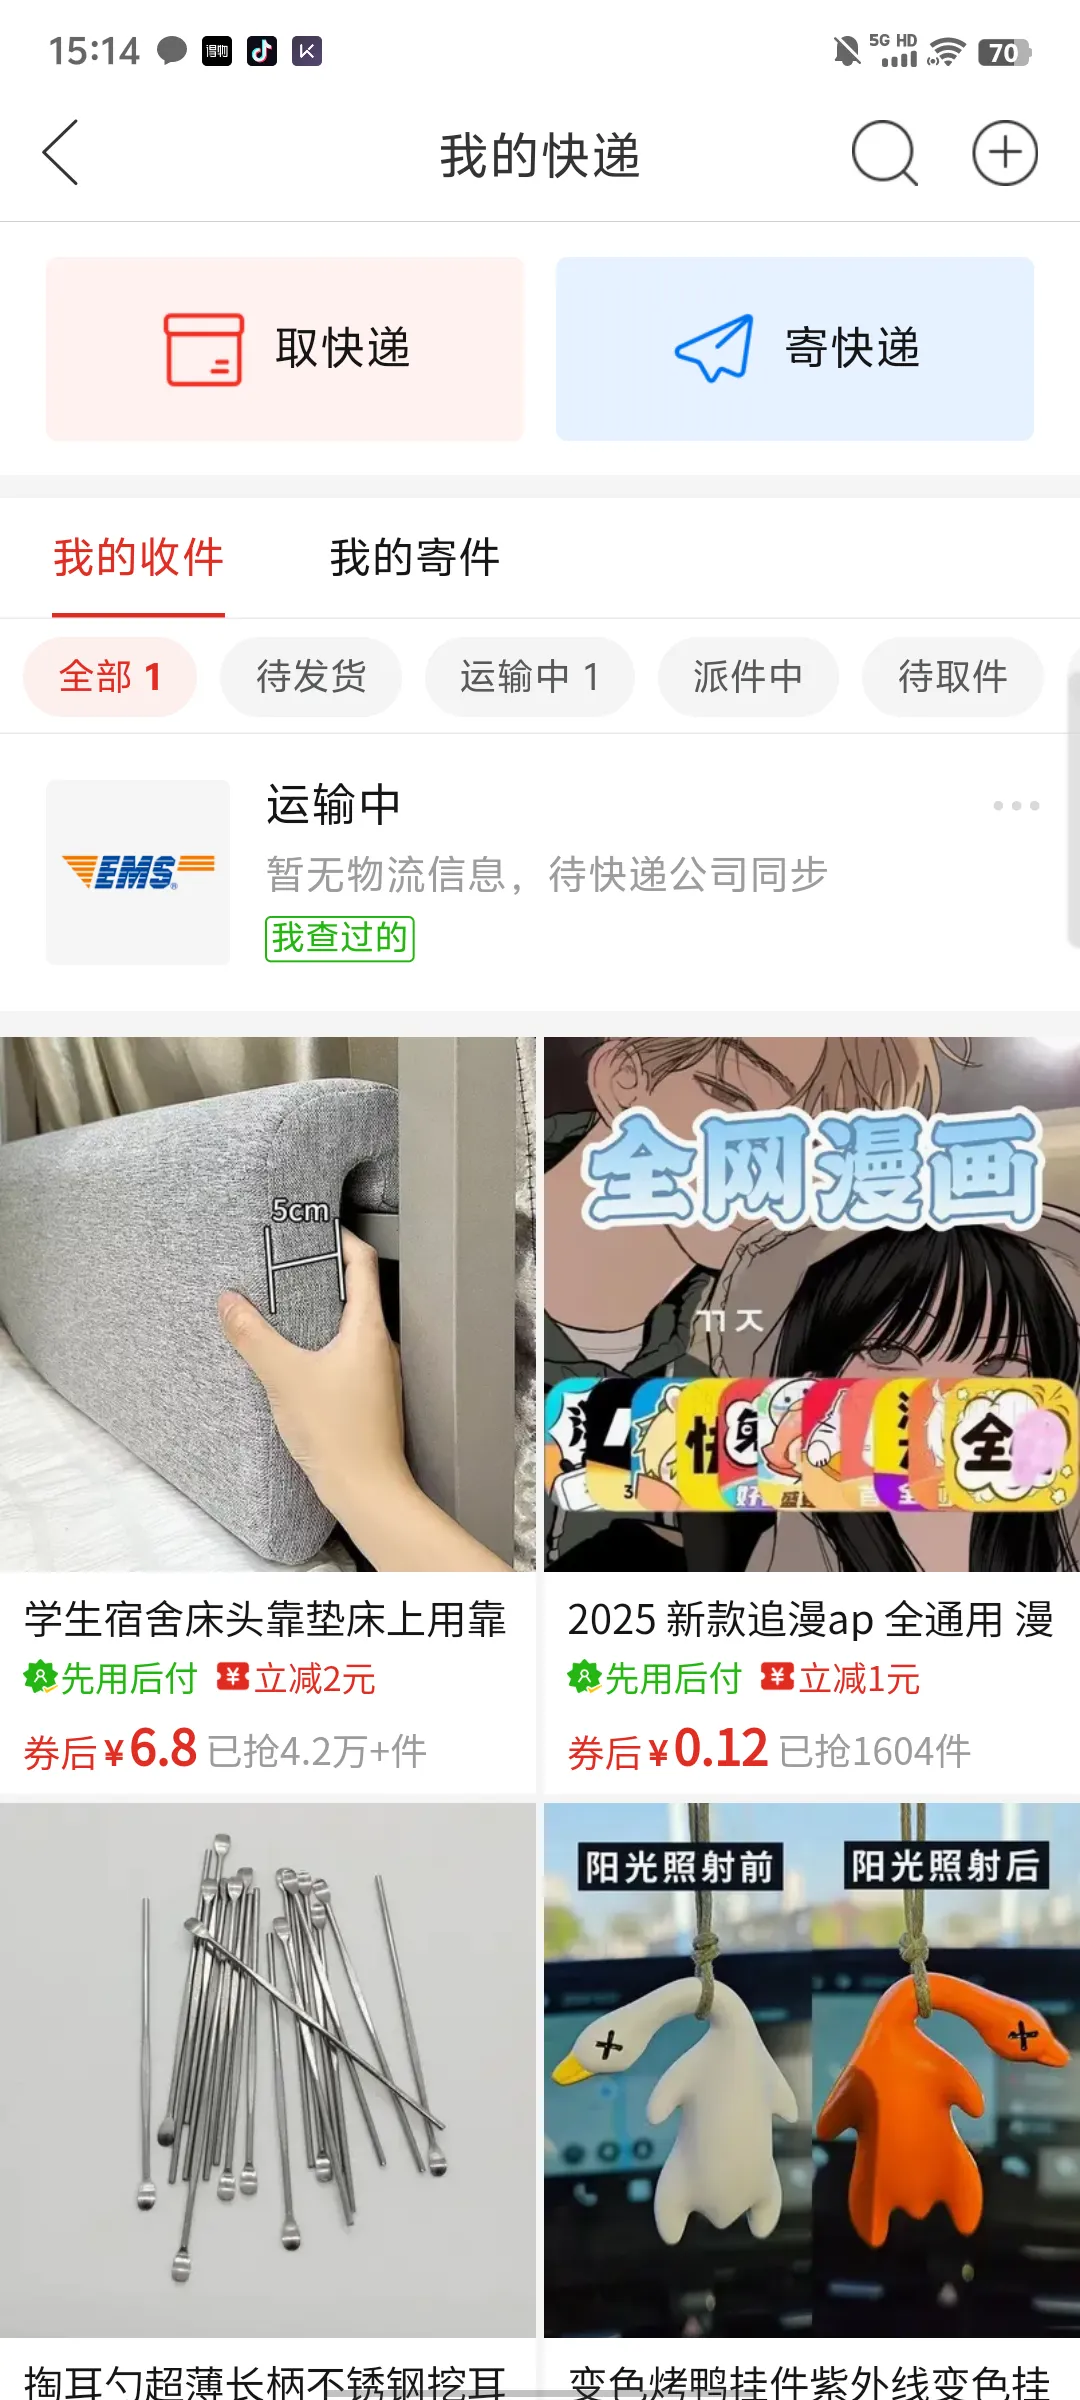 15:14
得物
5G HD
70
我的快递
取快递
寄快递
我的收件
我的寄件
全部 1
待发货
运输中 1
派件中
待取件
运输中
EMS®
暂无物流信息，待快递公司同步
我查过的
5cm
全网漫画
ㄲㅈ
学生宿舍床头靠垫床上用靠
先用后付
立减2元
券后 ¥6.8 已抢4.2万+件
2025 新款追漫ap 全通用 漫
先用后付
立减1元
券后 ¥0.12 已抢1604件
阳光照射前
阳光照射后
掏耳勺超薄长柄不锈钢挖耳
变色烤鸭挂件紫外线变色挂